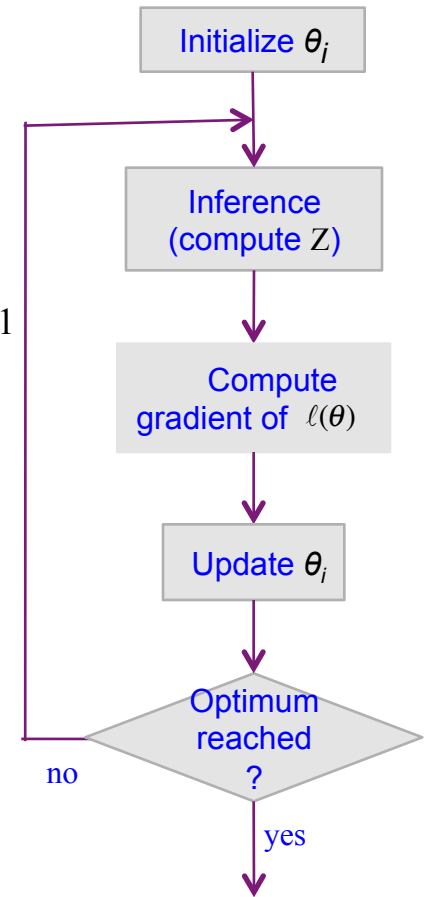 Initialize θᵢ
Inference
(compute Z)
1
Compute
gradient of ℓ(θ)
Update θᵢ
Optimum
reached
?
no
yes